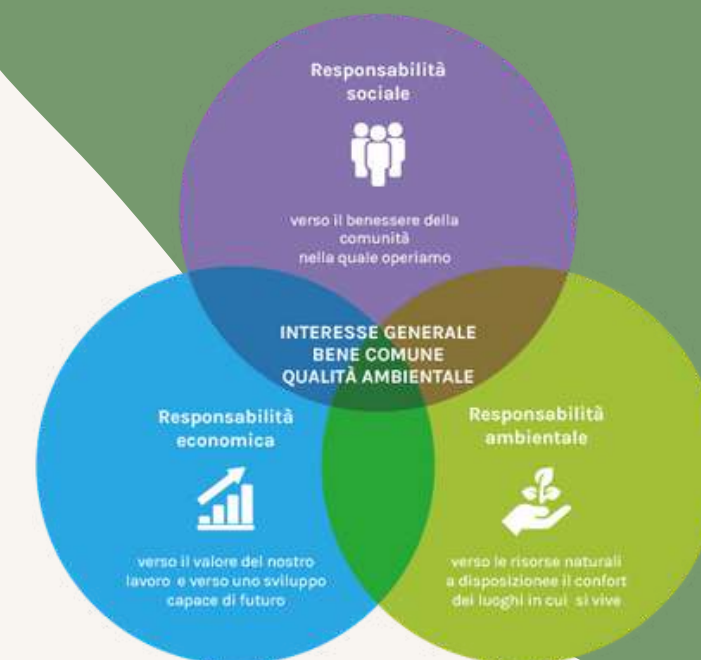 Responsabilità
sociale
verso il benessere della
comunità
nella quale operiamo
INTERESSE GENERALE
BENE COMUNE
QUALITÀ AMBIENTALE
Responsabilità
economica
verso il valore del nostro
lavoro e verso uno sviluppo
capace di futuro
Responsabilità
ambientale
verso le risorse naturali
a disposizionee il confort
dei luoghi in cui si vive